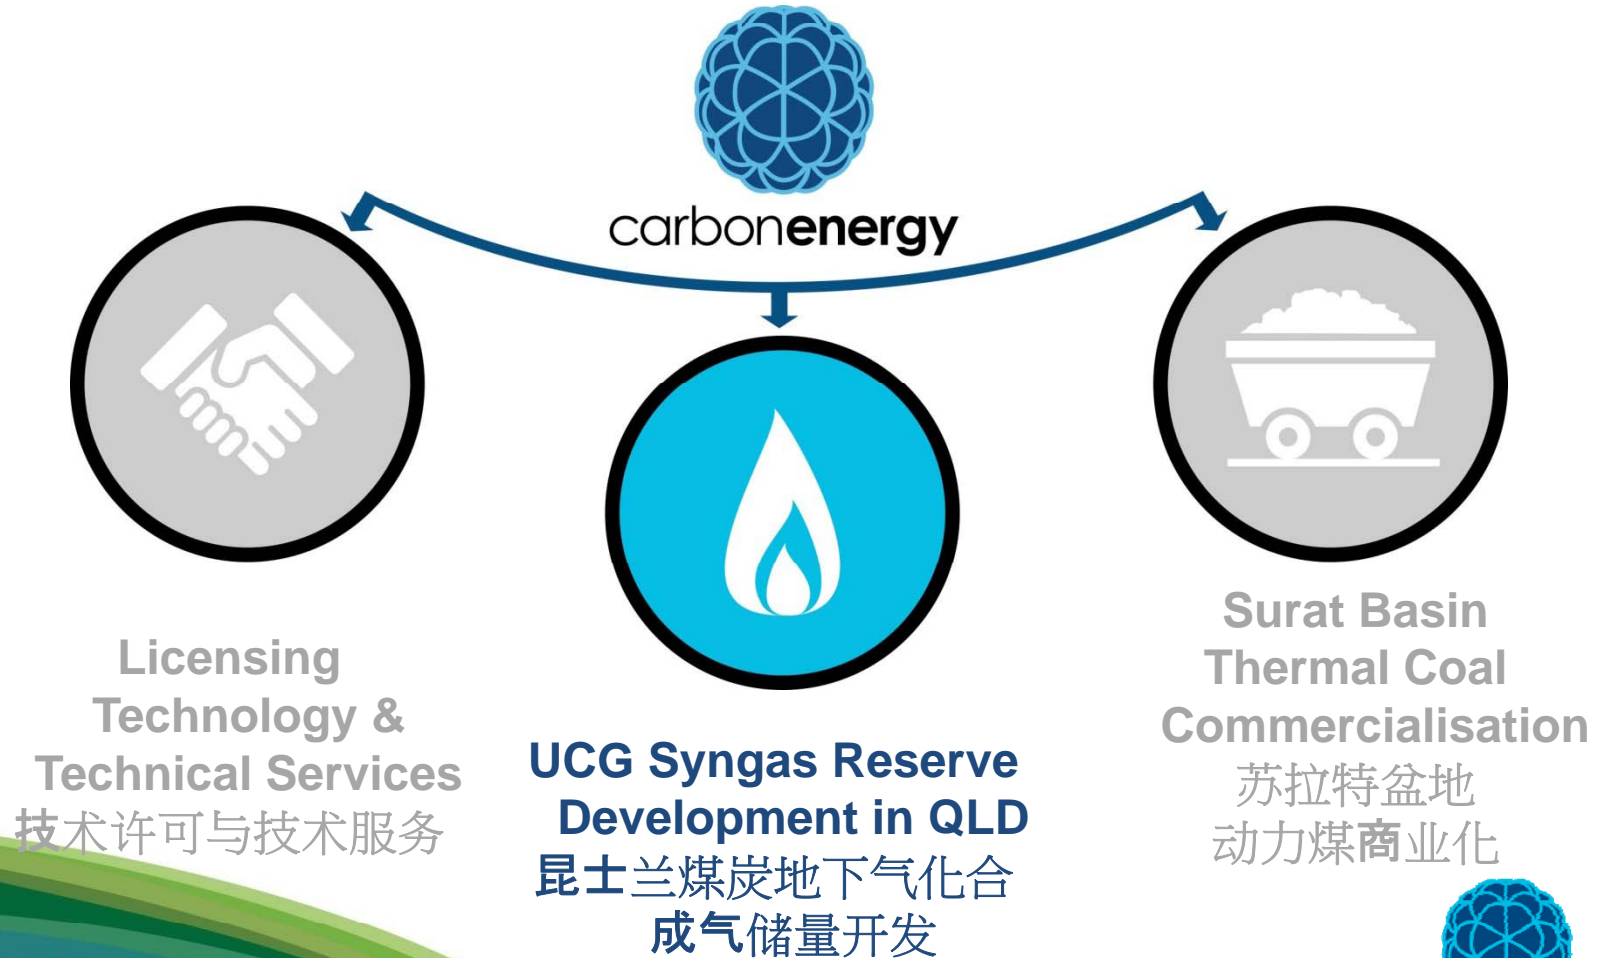 carbonenergy
Licensing
Technology &
Technical Services
技术许可与技术服务
UCG Syngas Reserve
Development in QLD
昆士兰煤炭地下气化合
成气储量开发
Surat Basin
Thermal Coal
Commercialisation
苏拉特盆地
动力煤商业化